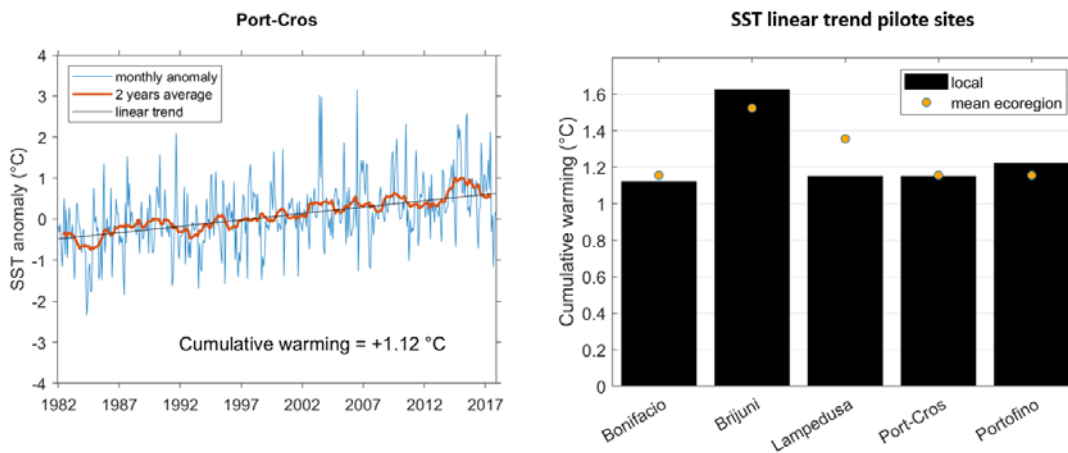 Port-Cros
SST anomaly (°C)
4
3
2
1
0
-1
-2
-3
-4
monthly anomaly
2 years average
linear trend
Cumulative warming = +1.12 °C
1982 1987 1992 1997 2002 2007 2012 2017
SST linear trend pilote sites
Cumulative warming (°C)
1.6
1.4
1.2
1
0.8
0.6
0.4
0.2
0
local
mean ecoregion
Bonifacio
Brijuni
Lampedusa
Port-Cros
Portofino